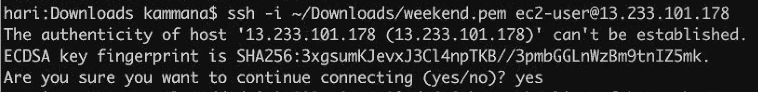 hari:Downloads kammana$ ssh -i ~/Downloads/weekend.pem ec2-user@13.233.101.178
The authenticity of host '13.233.101.178 (13.233.101.178)' can't be established.
ECDSA key fingerprint is SHA256:3xgsumKJevxJ3Cl4npTKB//3pmbGGLnWzBm9tnIZ5mk.
Are you sure you want to continue connecting (yes/no)? yes